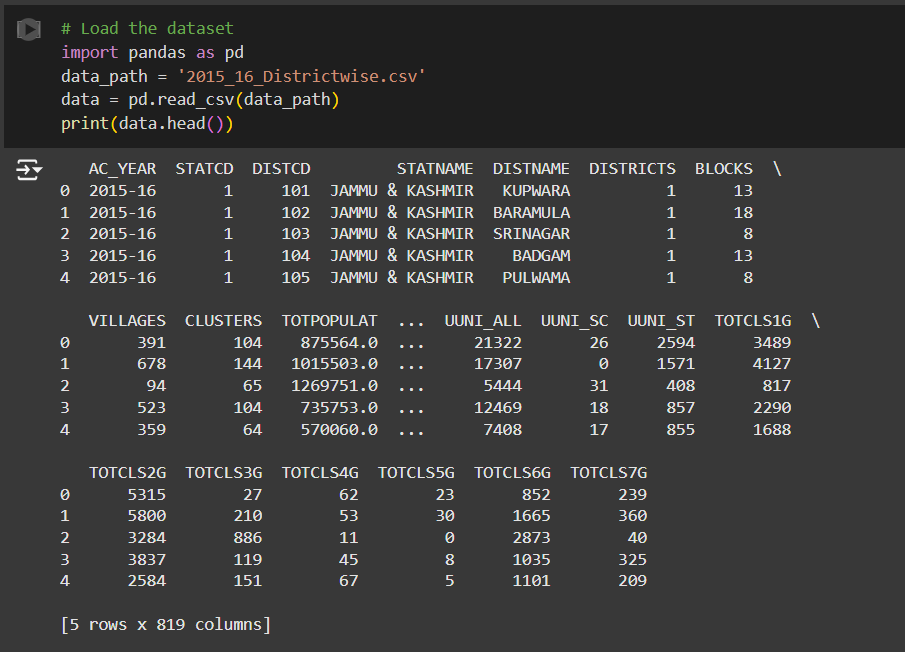 # Load the dataset
import pandas as pd
data_path = '2015_16_Districtwise.csv'
data = pd.read_csv(data_path)
print(data.head())
   AC_YEAR  STATCD  DISTCD         STATNAME  DISTNAME  DISTRICTS  BLOCKS  \
0  2015-16       1     101  JAMMU & KASHMIR   KUPWARA          1      13
1  2015-16       1     102  JAMMU & KASHMIR  BARAMULA          1      18
2  2015-16       1     103  JAMMU & KASHMIR  SRINAGAR          1       8
3  2015-16       1     104  JAMMU & KASHMIR    BADGAM          1      13
4  2015-16       1     105  JAMMU & KASHMIR   PULWAMA          1       8
   VILLAGES  CLUSTERS  TOTPOPULAT  ...  UUNI_ALL  UUNI_SC  UUNI_ST  TOTCLS1G  \
0       391       104    875564.0  ...     21322       26     2594      3489
1       678       144   1015503.0  ...     17307        0     1571      4127
2        94        65   1269751.0  ...      5444       31      408       817
3       523       104    735753.0  ...     12469       18      857      2290
4       359        64    570060.0  ...      7408       17      855      1688
   TOTCLS2G  TOTCLS3G  TOTCLS4G  TOTCLS5G  TOTCLS6G  TOTCLS7G
0      5315        27        62        23       852       239
1      5800       210        53        30      1665       360
2      3284       886        11         0      2873        40
3      3837       119        45         8      1035       325
4      2584       151        67         5      1101       209
[5 rows x 819 columns]